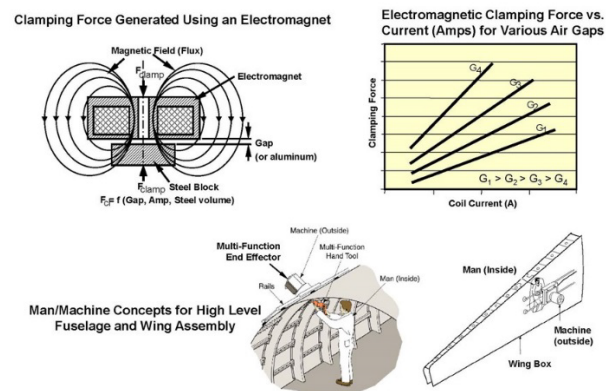 Clamping Force Generated Using an Electromagnet
Magnetic Field (Flux)
Fclamp
Electromagnet
Gap
(or aluminum)
Fclamp
Steel Block
Fcl= f (Gap, Amp, Steel volume)
Electromagnetic Clamping Force vs.
Current (Amps) for Various Air Gaps
Clamping Force
G4
G3
G2
G1
G1 > G2 > G3 > G4
Coil Current (A)
Machine (Outside)
Multi-Function
End Effector
Multi-Function
Hand Tool
Rails
Man (Inside)
Man/Machine Concepts for High Level
Fuselage and Wing Assembly
Man (Inside)
Machine
(outside)
Wing Box